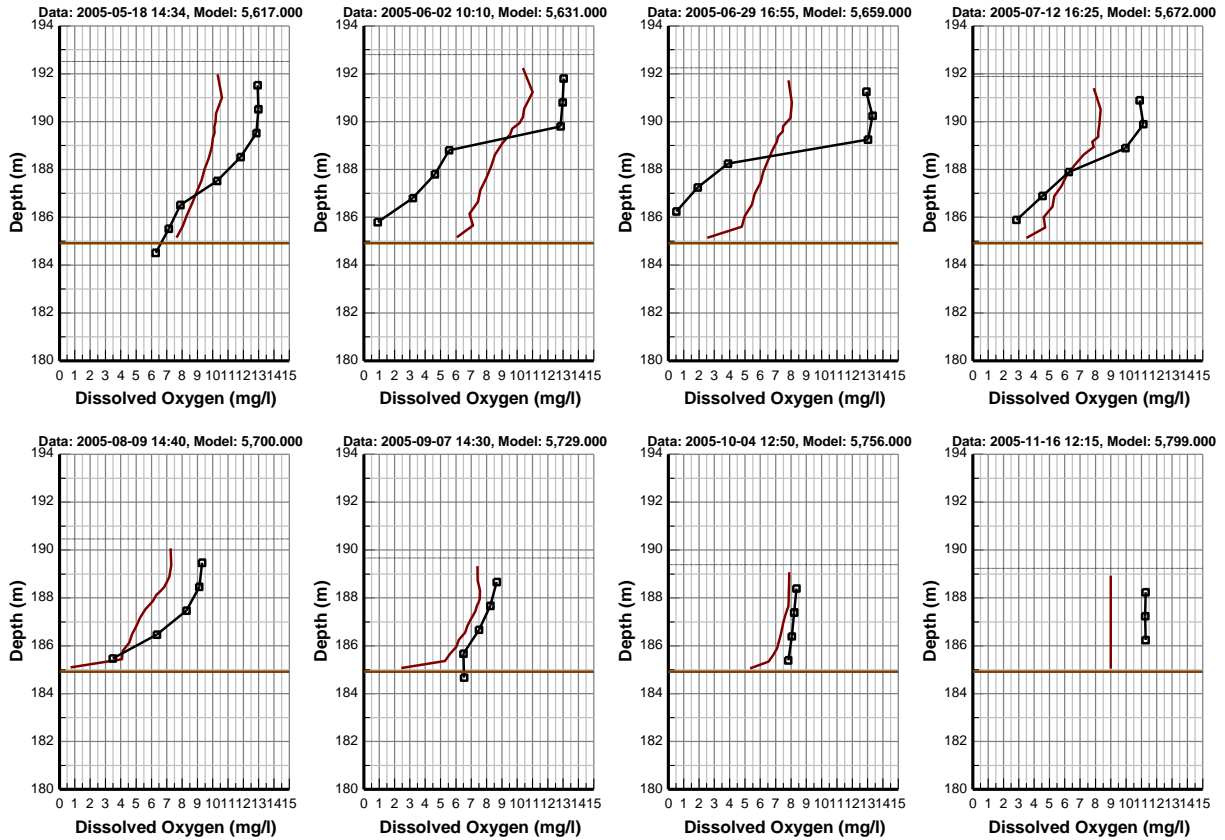 Data: 2005-05-18 14:34, Model: 5,617.000
194
192
190
188
186
184
182
180
Depth (m)
0 1 2 3 4 5 6 7 8 9 10 11 12 13 14 15
Dissolved Oxygen (mg/l)
Data: 2005-06-02 10:10, Model: 5,631.000
194
192
190
188
186
184
182
180
Depth (m)
0 1 2 3 4 5 6 7 8 9 10 11 12 13 14 15
Dissolved Oxygen (mg/l)
Data: 2005-06-29 16:55, Model: 5,659.000
194
192
190
188
186
184
182
180
Depth (m)
0 1 2 3 4 5 6 7 8 9 10 11 12 13 14 15
Dissolved Oxygen (mg/l)
Data: 2005-07-12 16:25, Model: 5,672.000
194
192
190
188
186
184
182
180
Depth (m)
0 1 2 3 4 5 6 7 8 9 10 11 12 13 14 15
Dissolved Oxygen (mg/l)
Data: 2005-08-09 14:40, Model: 5,700.000
194
192
190
188
186
184
182
180
Depth (m)
0 1 2 3 4 5 6 7 8 9 10 11 12 13 14 15
Dissolved Oxygen (mg/l)
Data: 2005-09-07 14:30, Model: 5,729.000
194
192
190
188
186
184
182
180
Depth (m)
0 1 2 3 4 5 6 7 8 9 10 11 12 13 14 15
Dissolved Oxygen (mg/l)
Data: 2005-10-04 12:50, Model: 5,756.000
194
192
190
188
186
184
182
180
Depth (m)
0 1 2 3 4 5 6 7 8 9 10 11 12 13 14 15
Dissolved Oxygen (mg/l)
Data: 2005-11-16 12:15, Model: 5,799.000
194
192
190
188
186
184
182
180
Depth (m)
0 1 2 3 4 5 6 7 8 9 10 11 12 13 14 15
Dissolved Oxygen (mg/l)